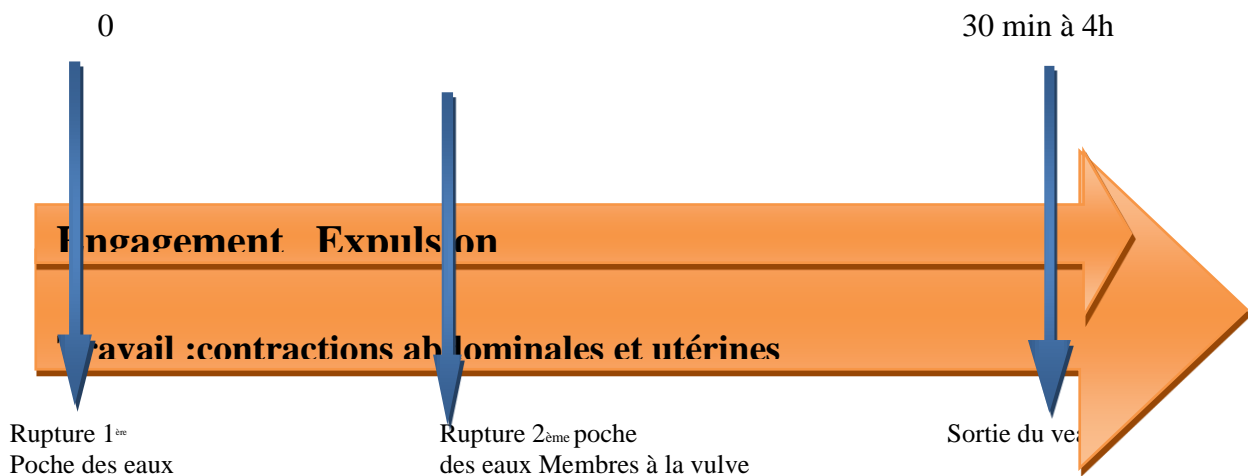 0
30 min à 4h
Engagement Expulsion
Travail :contractions abdominales et utérines
Rupture 1ère
Poche des eaux
Rupture 2ème poche
des eaux Membres à la vulve
Sortie du